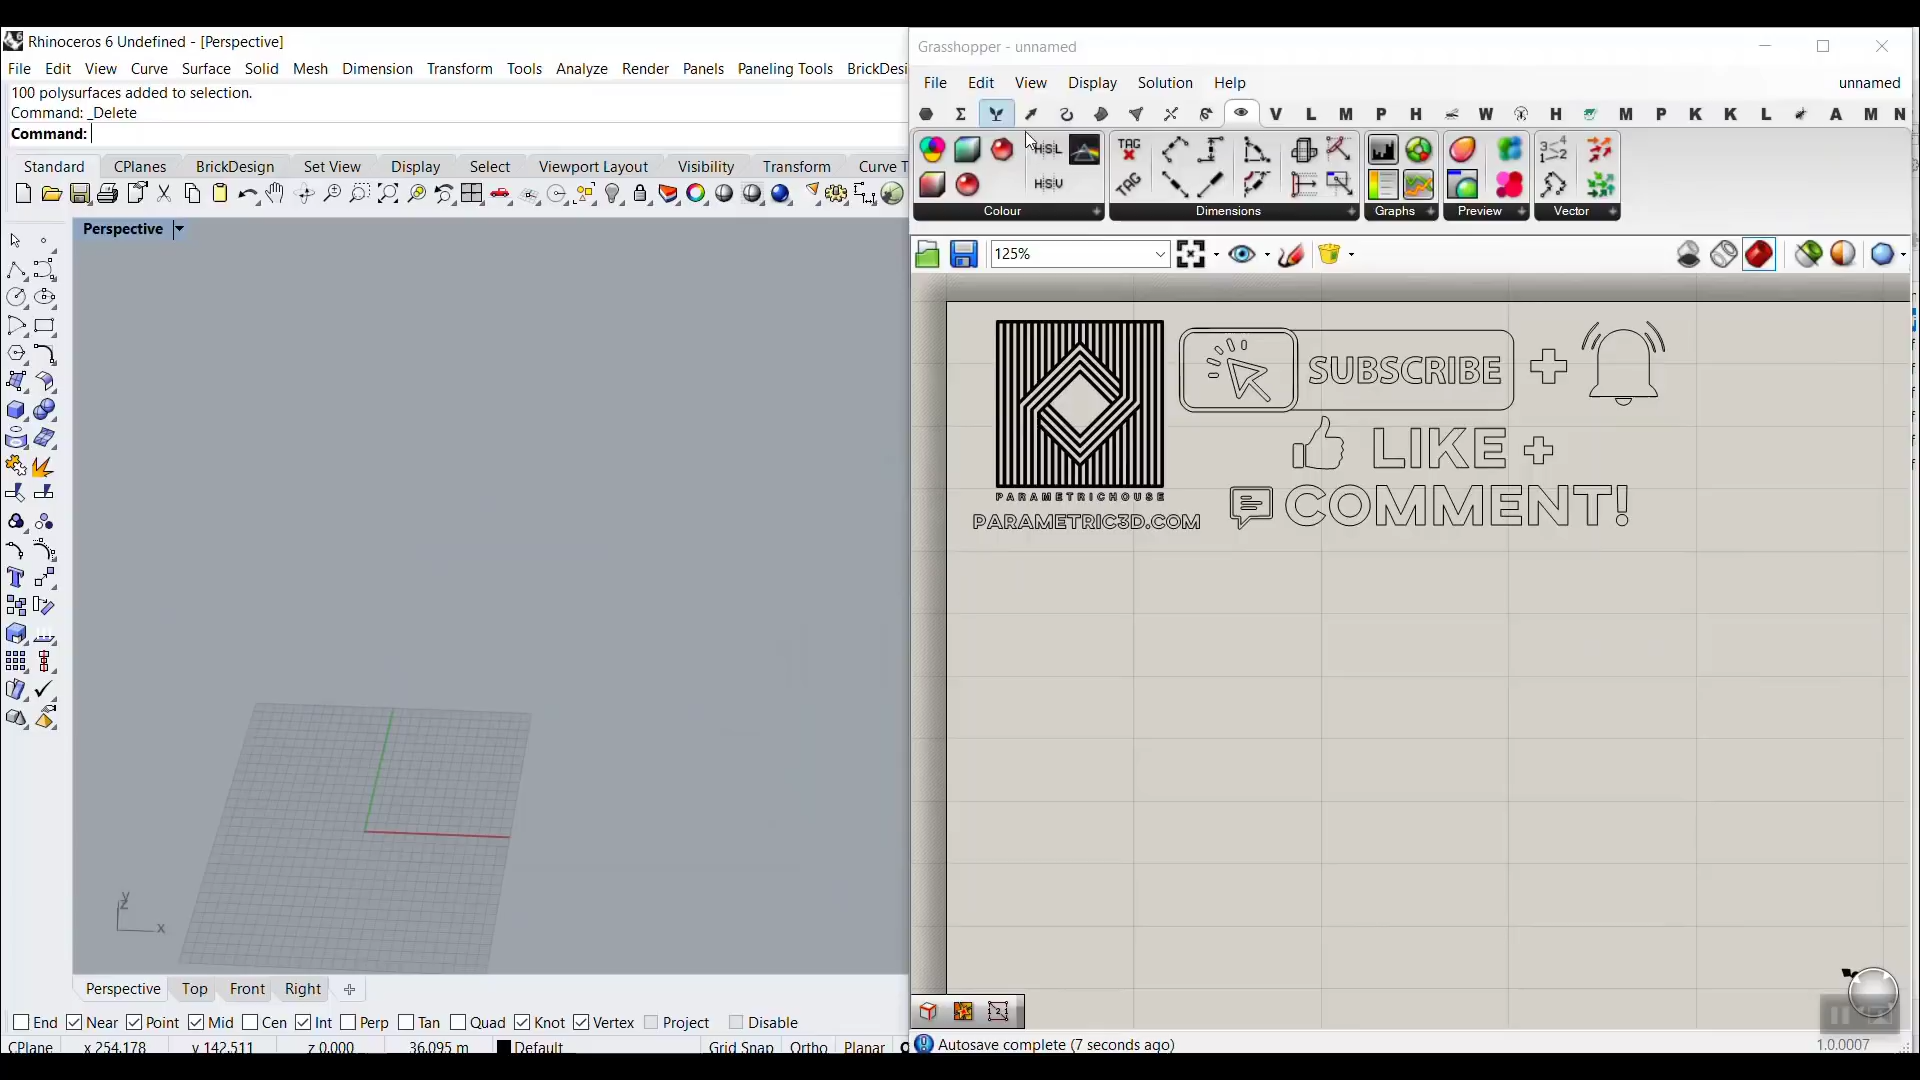 Rhinoceros 6 Undefined - [Perspective]
File Edit View Curve Surface Solid Mesh Dimension Transform Tools Analyze Render Panels Paneling Tools BrickDesi
100 polysurfaces added to selection.
Command: _Delete
Command:
Standard CPlanes BrickDesign Set View Display Select Viewport Layout Visibility Transform Curve T
Perspective
z
y
x
Perspective Top Front Right
End Near Point Mid Cen Int Perp Tan Quad Knot Vertex Project Disable
CPlane x 254.178 y 142.511 z 0.000 36.095 m Default Grid Snap Ortho Planar O
Grasshopper - unnamed
File Edit View Display Solution Help unnamed
V L M P H W H M P K K L A M N
H S L
TAG
H S V
TAG
Colour Dimensions Graphs Preview Vector
125%
SUBSCRIBE +
LIKE +
COMMENT!
PARAMETRICHOUSE
PARAMETRIC3D.COM
Autosave complete (7 seconds ago)
1.0.0007